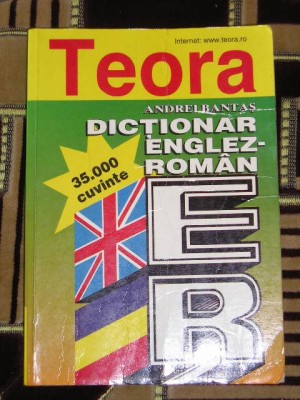 Internet: www.teora.ro
Teora
ANDREI BANTAȘ
DICȚIONAR
ENGLEZ-
ROMÂN
35.000
cuvinte
E
R